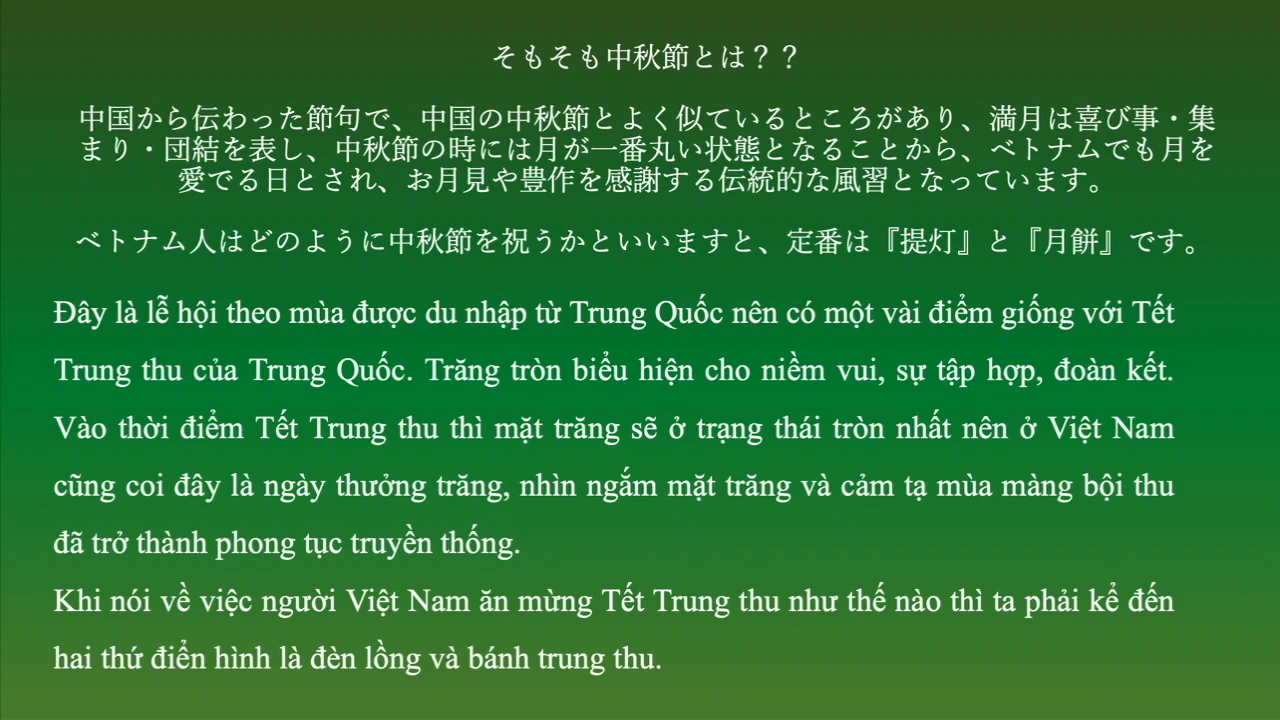 そもそも中秋節とは？？
中国から伝わった節句で、中国の中秋節とよく似ているところがあり、満月は喜び事・集
まり・団結を表し、中秋節の時には月が一番丸い状態となることから、ベトナムでも月を
愛でる日とされ、お月見や豊作を感謝する伝統的な風習となっています。
ベトナム人はどのように中秋節を祝うかといいますと、定番は『提灯』と『月餅』です。
Đây là lễ hội theo mùa được du nhập từ Trung Quốc nên có một vài điểm giống với Tết
Trung thu của Trung Quốc. Trăng tròn biểu hiện cho niềm vui, sự tập hợp, đoàn kết.
Vào thời điểm Tết Trung thu thì mặt trăng sẽ ở trạng thái tròn nhất nên ở Việt Nam
cũng coi đây là ngày thưởng trăng, nhìn ngắm mặt trăng và cảm tạ mùa màng bội thu
đã trở thành phong tục truyền thống.
Khi nói về việc người Việt Nam ăn mừng Tết Trung thu như thế nào thì ta phải kể đến
hai thứ điển hình là đèn lồng và bánh trung thu.